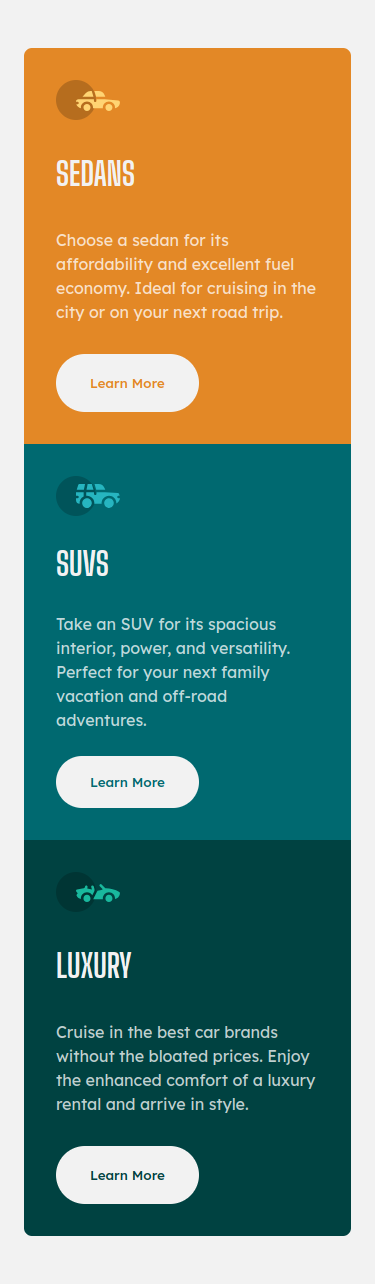 SEDANS
Choose a sedan for its
affordability and excellent fuel
economy. Ideal for cruising in the
city or on your next road trip.
Learn More
SUVS
Take an SUV for its spacious
interior, power, and versatility.
Perfect for your next family
vacation and off-road
adventures.
Learn More
LUXURY
Cruise in the best car brands
without the bloated prices. Enjoy
the enhanced comfort of a luxury
rental and arrive in style.
Learn More